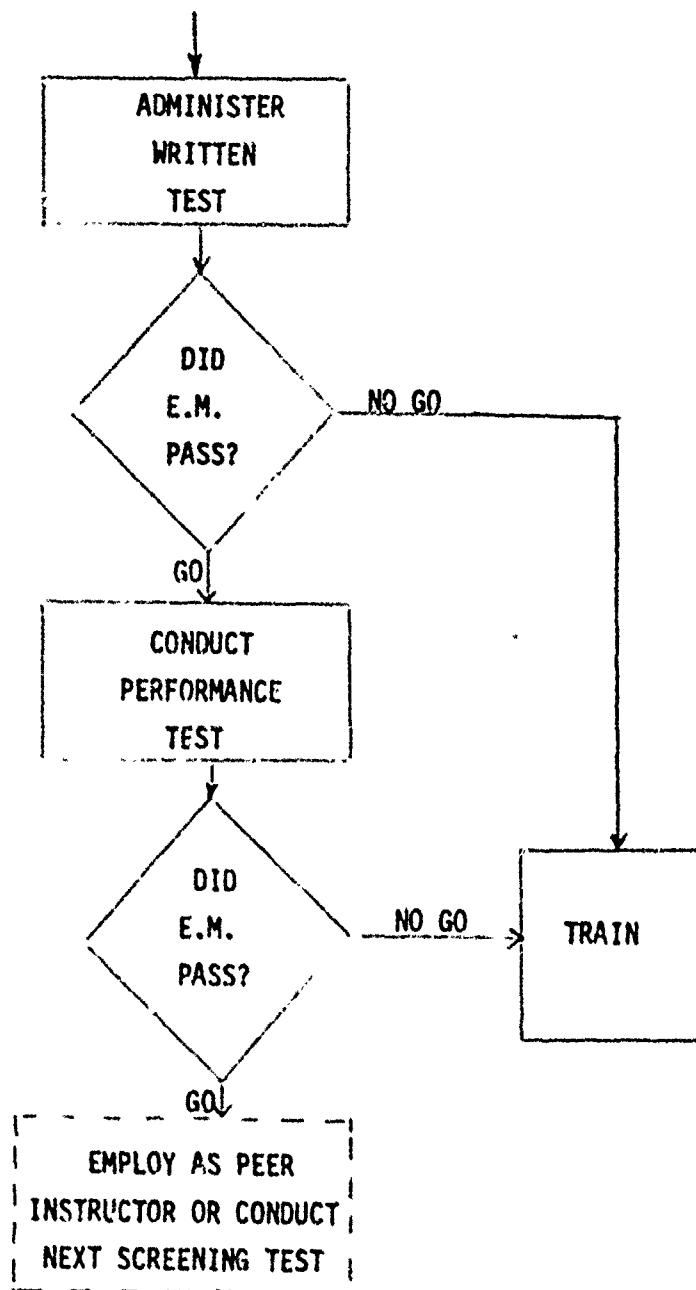 ADMINISTER
WRITTEN
TEST
DID
E.M.
PASS?
NO GO
GO
CONDUCT
PERFORMANCE
TEST
DID
E.M.
PASS?
NO GO
TRAIN
GO
EMPLOY AS PEER
INSTRUCTOR OR CONDUCT
NEXT SCREENING TEST